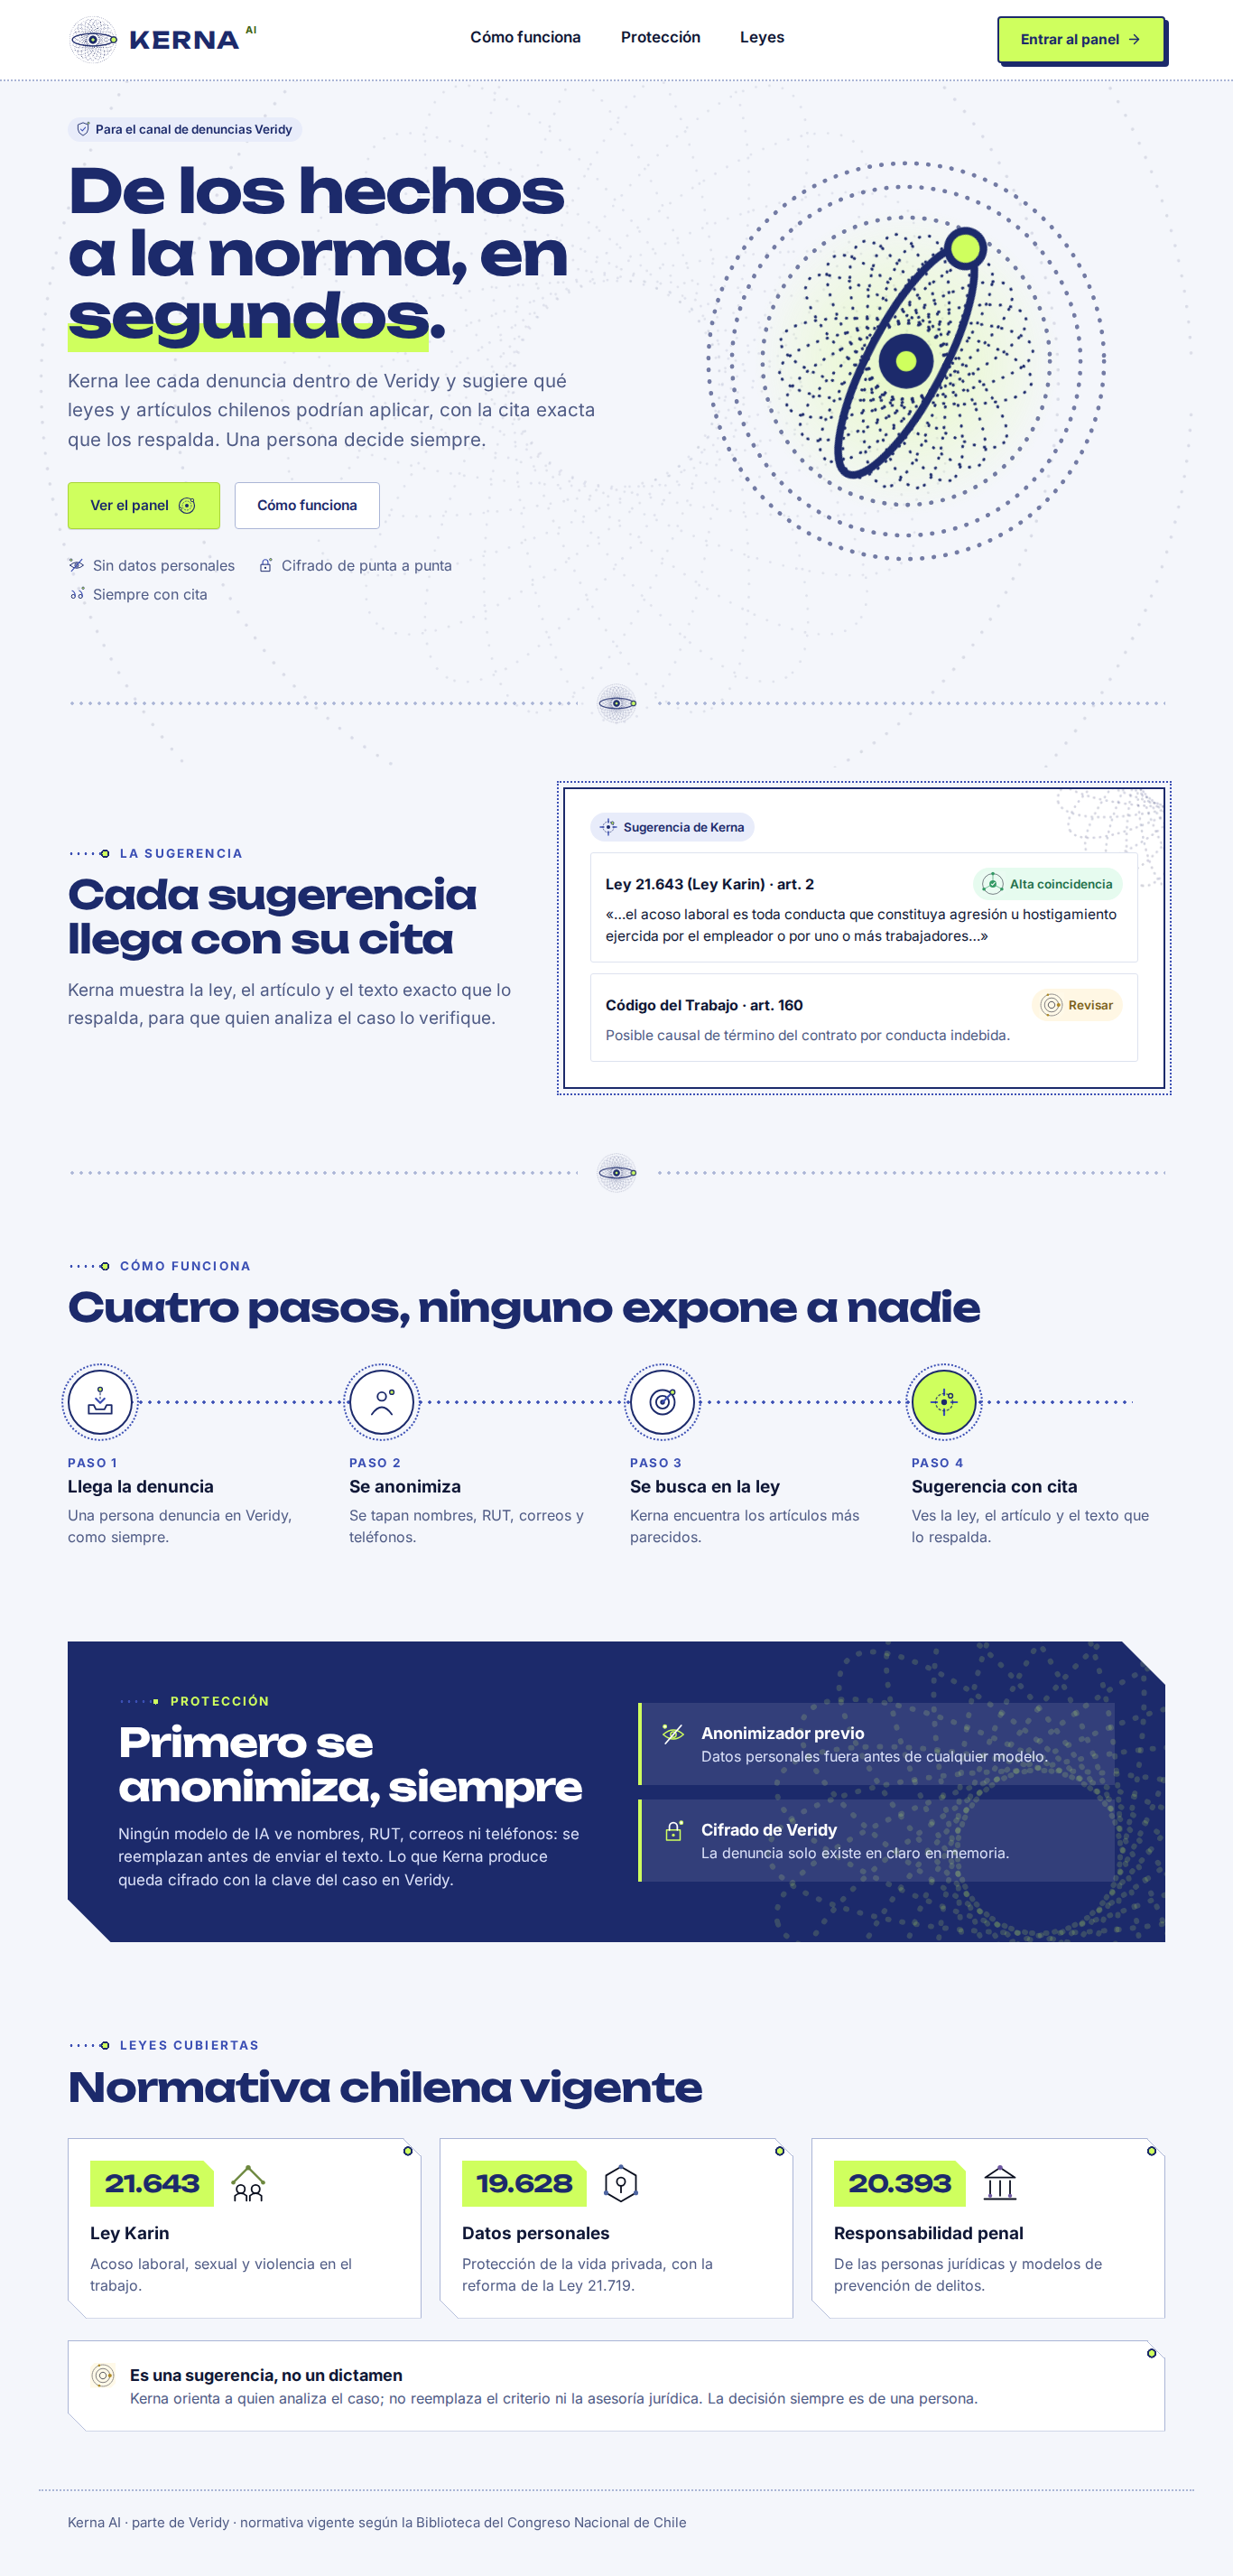 KERNA AI
Cómo funciona
Protección
Leyes
Entrar al panel →
Para el canal de denuncias Veridy
De los hechos
a la norma, en
segundos.
Kerna lee cada denuncia dentro de Veridy y sugiere qué
leyes y artículos chilenos podrían aplicar, con la cita exacta
que los respalda. Una persona decide siempre.
Ver el panel
Cómo funciona
Sin datos personales
Cifrado de punta a punta
Siempre con cita
LA SUGERENCIA
Cada sugerencia
llega con su cita
Kerna muestra la ley, el artículo y el texto exacto que lo
respalda, para que quien analiza el caso lo verifique.
Sugerencia de Kerna
Ley 21.643 (Ley Karin) · art. 2
Alta coincidencia
«…el acoso laboral es toda conducta que constituya agresión u hostigamiento
ejercida por el empleador o por uno o más trabajadores…»
Código del Trabajo · art. 160
Revisar
Posible causal de término del contrato por conducta indebida.
CÓMO FUNCIONA
Cuatro pasos, ninguno expone a nadie
PASO 1
Llega la denuncia
Una persona denuncia en Veridy,
como siempre.
PASO 2
Se anonimiza
Se tapan nombres, RUT, correos y
teléfonos.
PASO 3
Se busca en la ley
Kerna encuentra los artículos más
parecidos.
PASO 4
Sugerencia con cita
Ves la ley, el artículo y el texto que
lo respalda.
PROTECCIÓN
Primero se
anonimiza, siempre
Ningún modelo de IA ve nombres, RUT, correos ni teléfonos: se
reemplazan antes de enviar el texto. Lo que Kerna produce
queda cifrado con la clave del caso en Veridy.
Anonimizador previo
Datos personales fuera antes de cualquier modelo.
Cifrado de Veridy
La denuncia solo existe en claro en memoria.
LEYES CUBIERTAS
Normativa chilena vigente
21.643
Ley Karin
Acoso laboral, sexual y violencia en el
trabajo.
19.628
Datos personales
Protección de la vida privada, con la
reforma de la Ley 21.719.
20.393
Responsabilidad penal
De las personas jurídicas y modelos de
prevención de delitos.
Es una sugerencia, no un dictamen
Kerna orienta a quien analiza el caso; no reemplaza el criterio ni la asesoría jurídica. La decisión siempre es de una persona.
Kerna AI · parte de Veridy · normativa vigente según la Biblioteca del Congreso Nacional de Chile